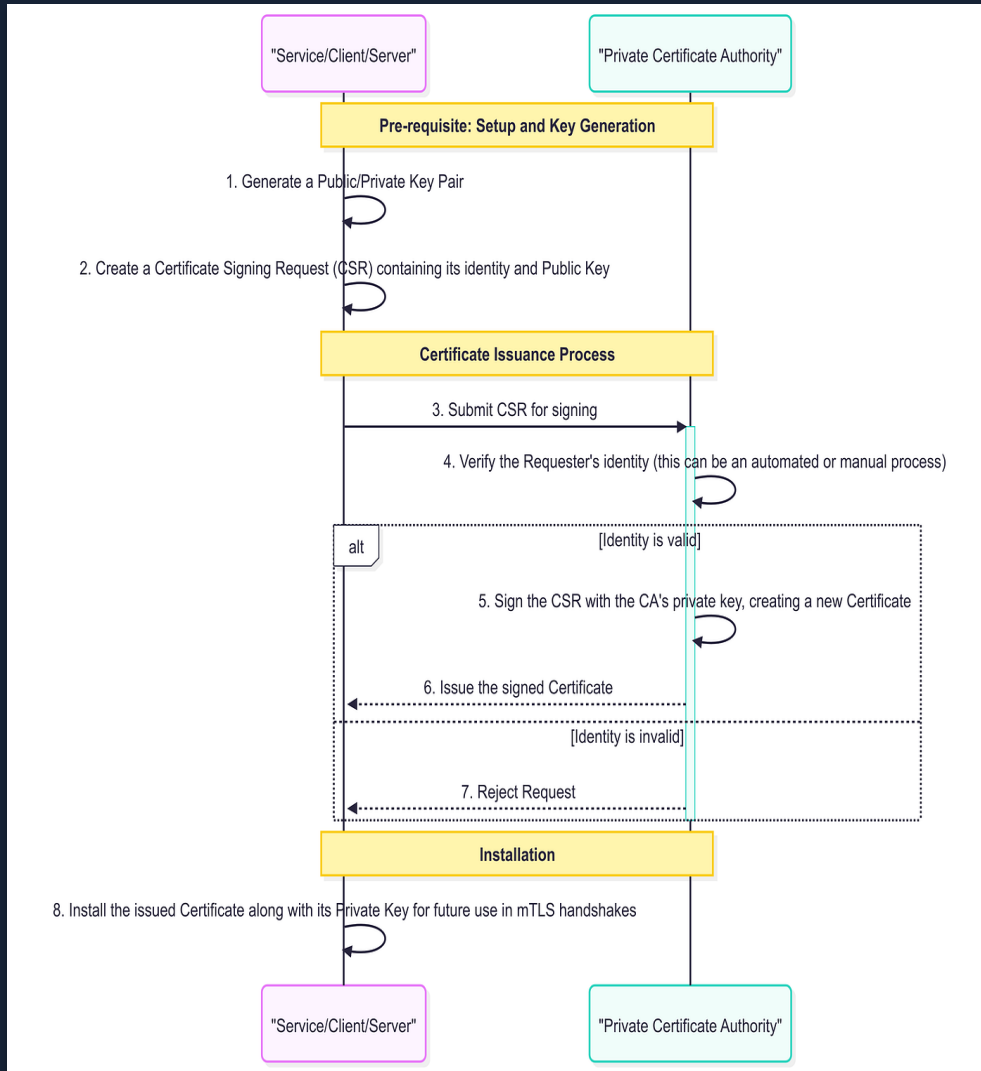 "Service/Client/Server"
"Private Certificate Authority"
Pre-requisite: Setup and Key Generation
1. Generate a Public/Private Key Pair
2. Create a Certificate Signing Request (CSR) containing its identity and Public Key
Certificate Issuance Process
3. Submit CSR for signing
4. Verify the Requester's identity (this can be an automated or manual process)
alt
[Identity is valid]
5. Sign the CSR with the CA's private key, creating a new Certificate
6. Issue the signed Certificate
[Identity is invalid]
7. Reject Request
Installation
8. Install the issued Certificate along with its Private Key for future use in mTLS handshakes
"Service/Client/Server"
"Private Certificate Authority"